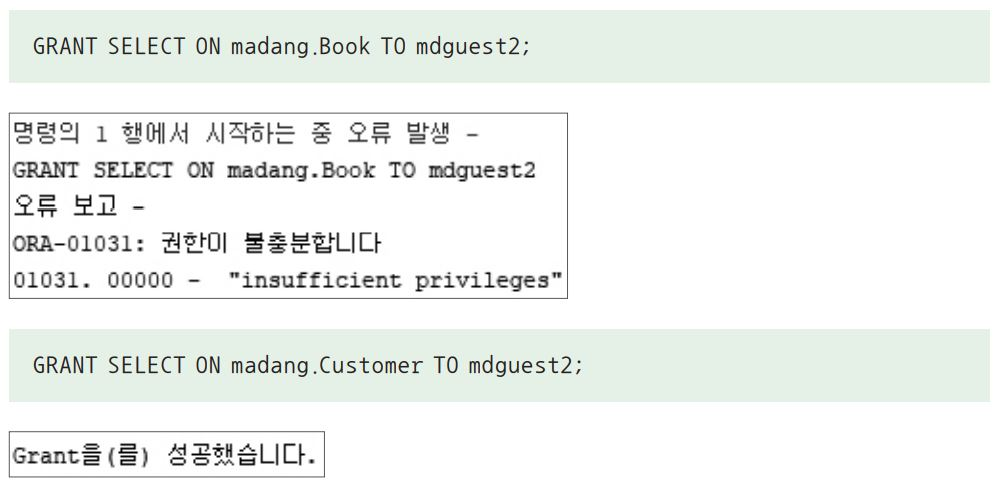 GRANT SELECT ON madang.Book TO mdguest2;
명령의 1 행에서 시작하는 중 오류 발생 -
GRANT SELECT ON madang.Book TO mdguest2
오류 보고 -
ORA-01031: 권한이 불충분합니다
01031. 00000 -  "insufficient privileges"
GRANT SELECT ON madang.Customer TO mdguest2;
Grant을(를) 성공했습니다.